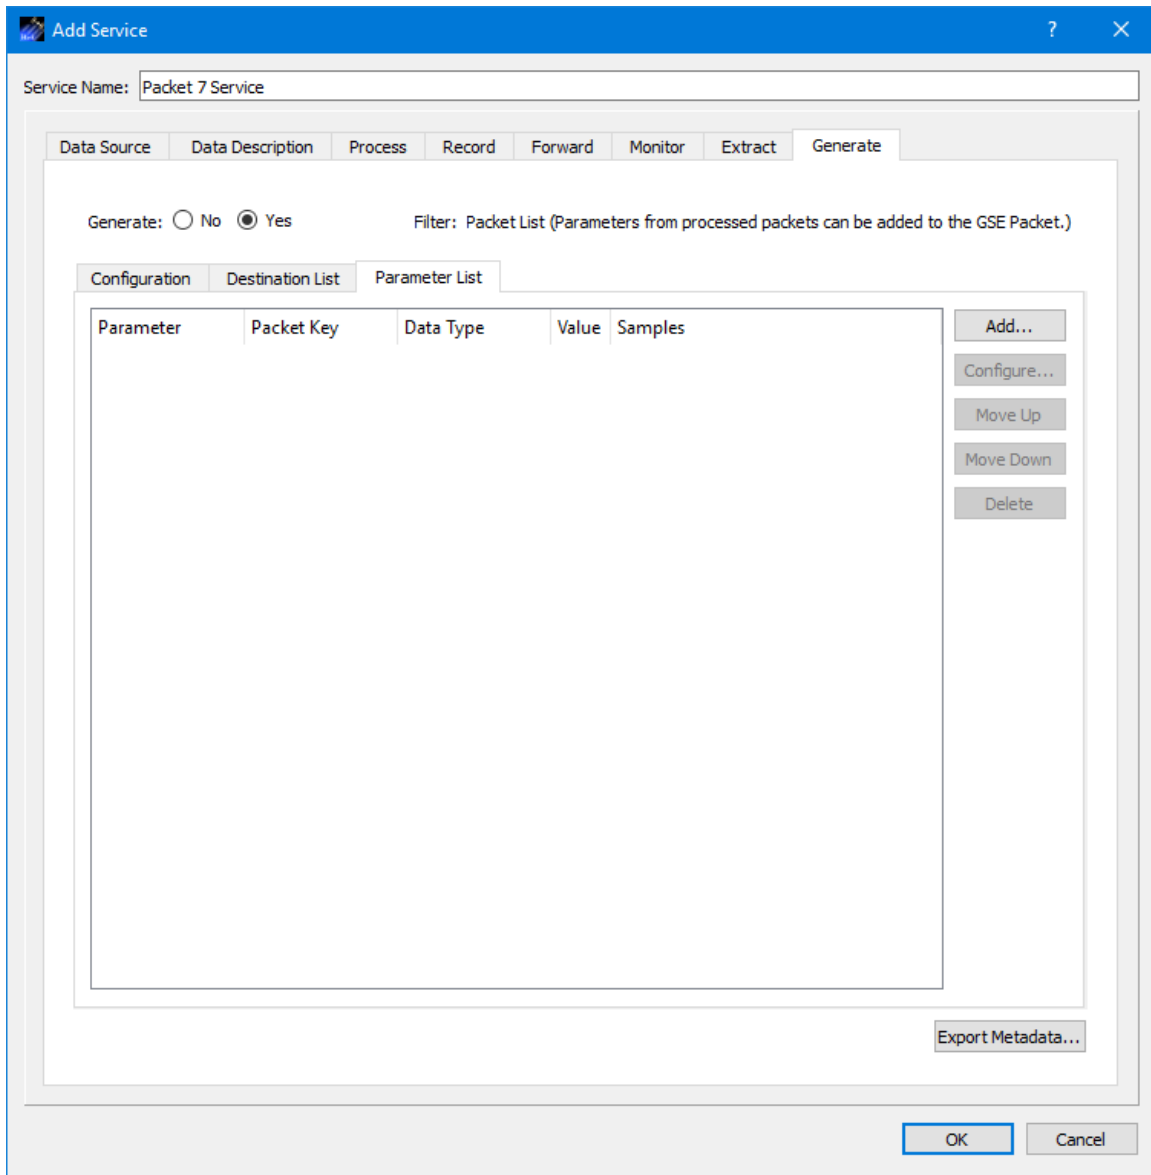 Add Service
?
Service Name: Packet 7 Service
Data Source Data Description Process Record Forward Monitor Extract Generate
Generate: No Yes Filter: Packet List (Parameters from processed packets can be added to the GSE Packet.)
Configuration Destination List Parameter List
Parameter Packet Key Data Type Value Samples
Add...
Configure...
Move Up
Move Down
Delete
Export Metadata...
OK Cancel